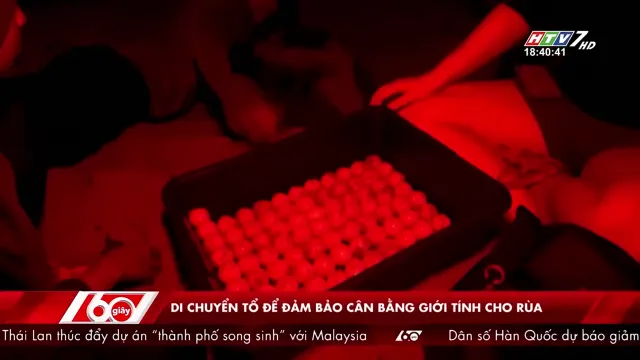 HTV7 HD
18:40:41
60 giây
DI CHUYỂN TỔ ĐỂ ĐẢM BẢO CÂN BẰNG GIỚI TÍNH CHO RÙA
Thái Lan thúc đẩy dự án “thành phố song sinh” với Malaysia 60 giây Dân số Hàn Quốc dự báo giảm